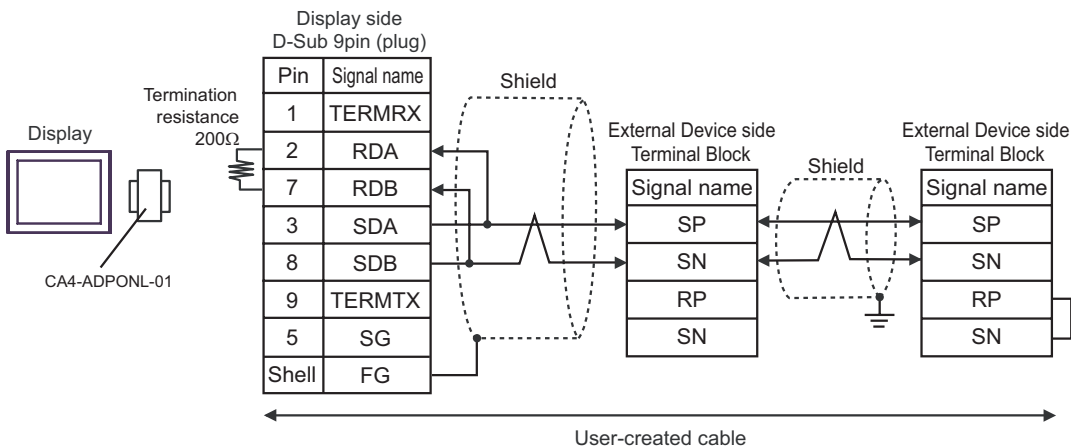 Display side
D-Sub 9pin (plug)
Pin Signal name
1 TERMRX
2 RDA
7 RDB
3 SDA
8 SDB
9 TERMTX
5 SG
Shell FG
Termination
resistance
200Ω
Display
CA4-ADPONL-01
Shield
External Device side
Terminal Block
Signal name
SP
SN
RP
SN
Shield
External Device side
Terminal Block
Signal name
SP
SN
RP
SN
User-created cable